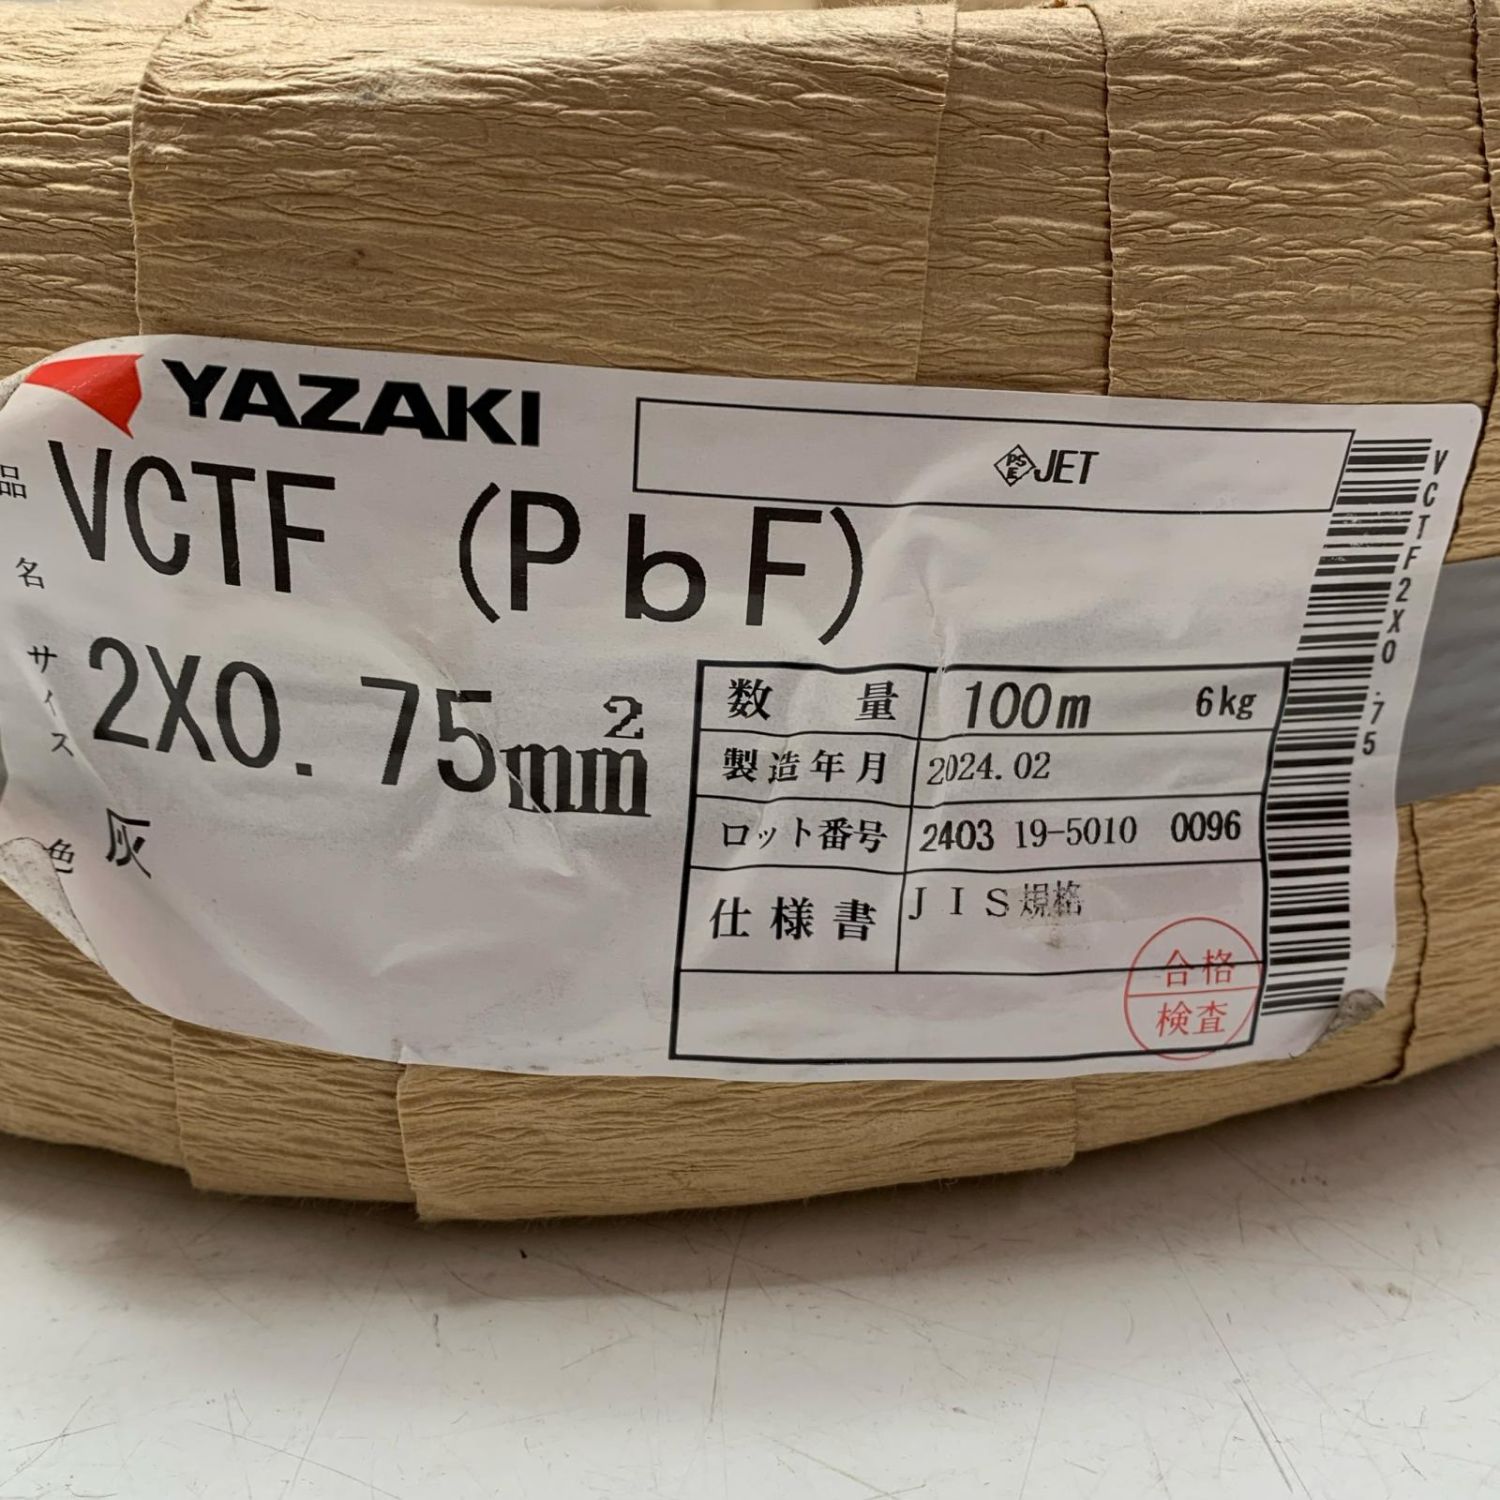 YAZAKI
PSE JET
品名 VCTF (PbF)
サイズ 2X0.75mm²
色 灰
数量 100m 6kg
製造年月 2024.02
ロット番号 2403 19-5010 0096
仕様書 JIS規格
合格
検査
VCTF2X0.75